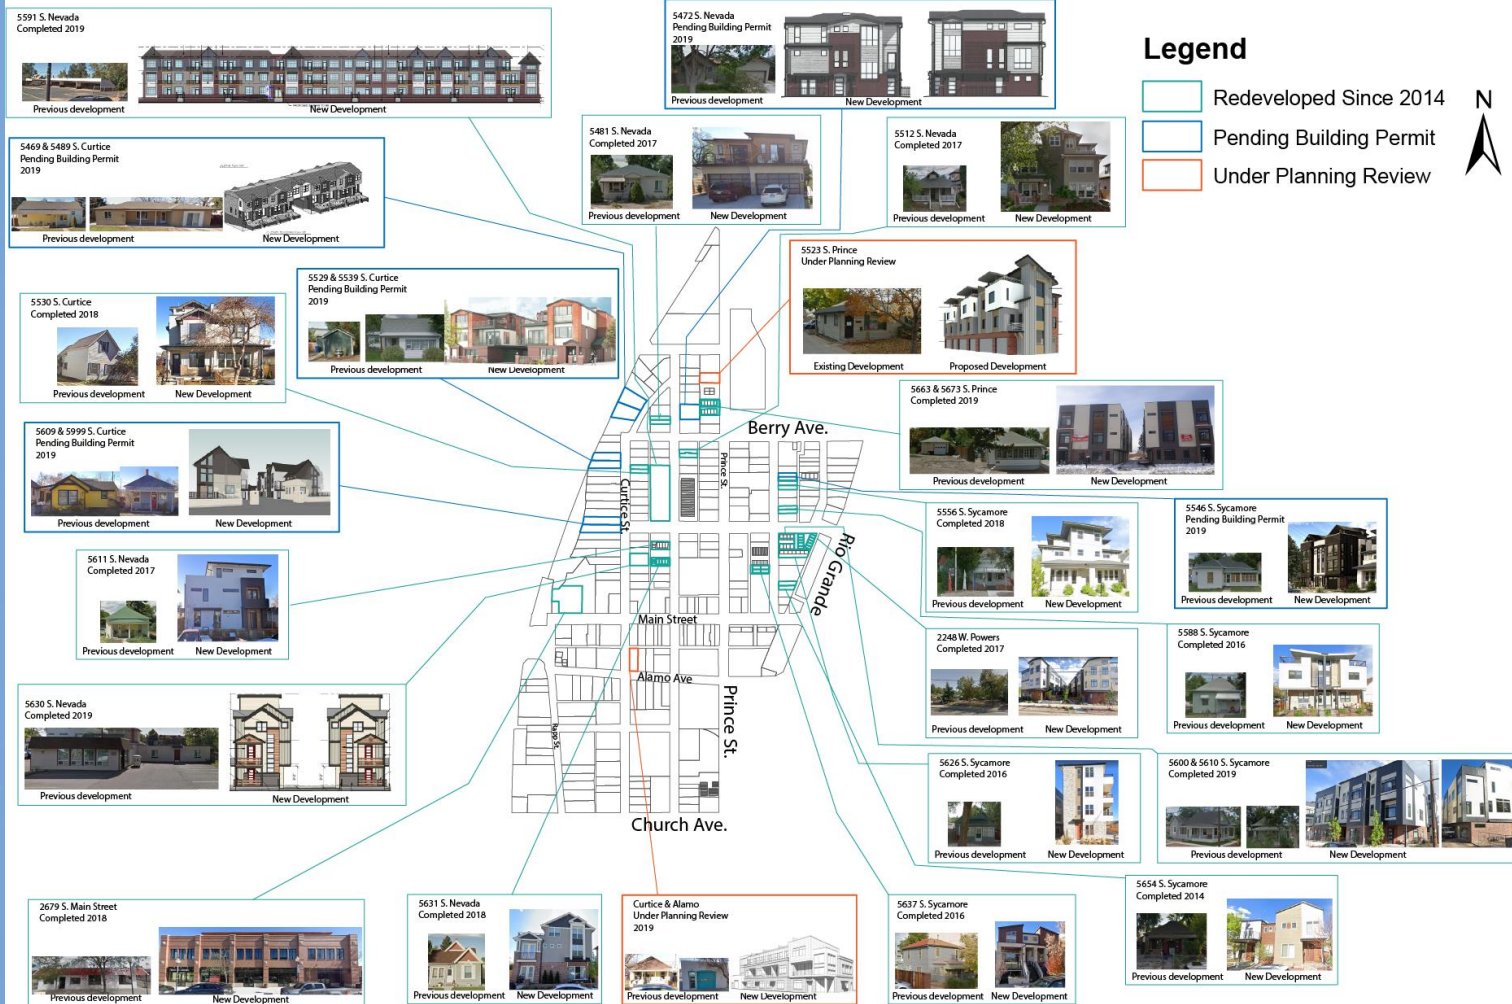 5591 S. Nevada
Completed 2019
Previous development
New Development
5472 S. Nevada
Pending Building Permit
2019
Previous development
New Development
Legend
Redeveloped Since 2014
Pending Building Permit
Under Planning Review
N
5469 & 5489 S. Curtice
Pending Building Permit
2019
Previous development
New Development
5481 S. Nevada
Completed 2017
Previous development
New Development
5512 S. Nevada
Completed 2017
Previous development
New Development
5523 S. Prince
Under Planning Review
Existing Development
Proposed Development
5529 & 5539 S. Curtice
Pending Building Permit
2019
Previous development
New Development
5530 S. Curtice
Completed 2018
Previous development
New Development
5663 & 5673 S. Prince
Completed 2019
Previous development
New Development
5609 & 5999 S. Curtice
Pending Building Permit
2019
Previous development
New Development
Berry Ave.
Prince St.
Curtice St.
Rio Grande
Main Street
Alamo Ave
Prince St.
Rapp St.
Church Ave.
5556 S. Sycamore
Completed 2018
Previous development
New Development
5546 S. Sycamore
Pending Building Permit
2019
Previous development
New Development
5611 S. Nevada
Completed 2017
Previous development
New Development
2248 W. Powers
Completed 2017
Previous development
New Development
5588 S. Sycamore
Completed 2016
Previous development
New Development
5630 S. Nevada
Completed 2019
Previous development
New Development
5626 S. Sycamore
Completed 2016
Previous development
New Development
5600 & 5610 S. Sycamore
Completed 2019
Previous development
New Development
2679 S. Main Street
Completed 2018
Previous development
New Development
5631 S. Nevada
Completed 2018
Previous development
New Development
Curtice & Alamo
Under Planning Review
2019
Previous development
New Development
5637 S. Sycamore
Completed 2016
Previous development
New Development
5654 S. Sycamore
Completed 2014
Previous development
New Development